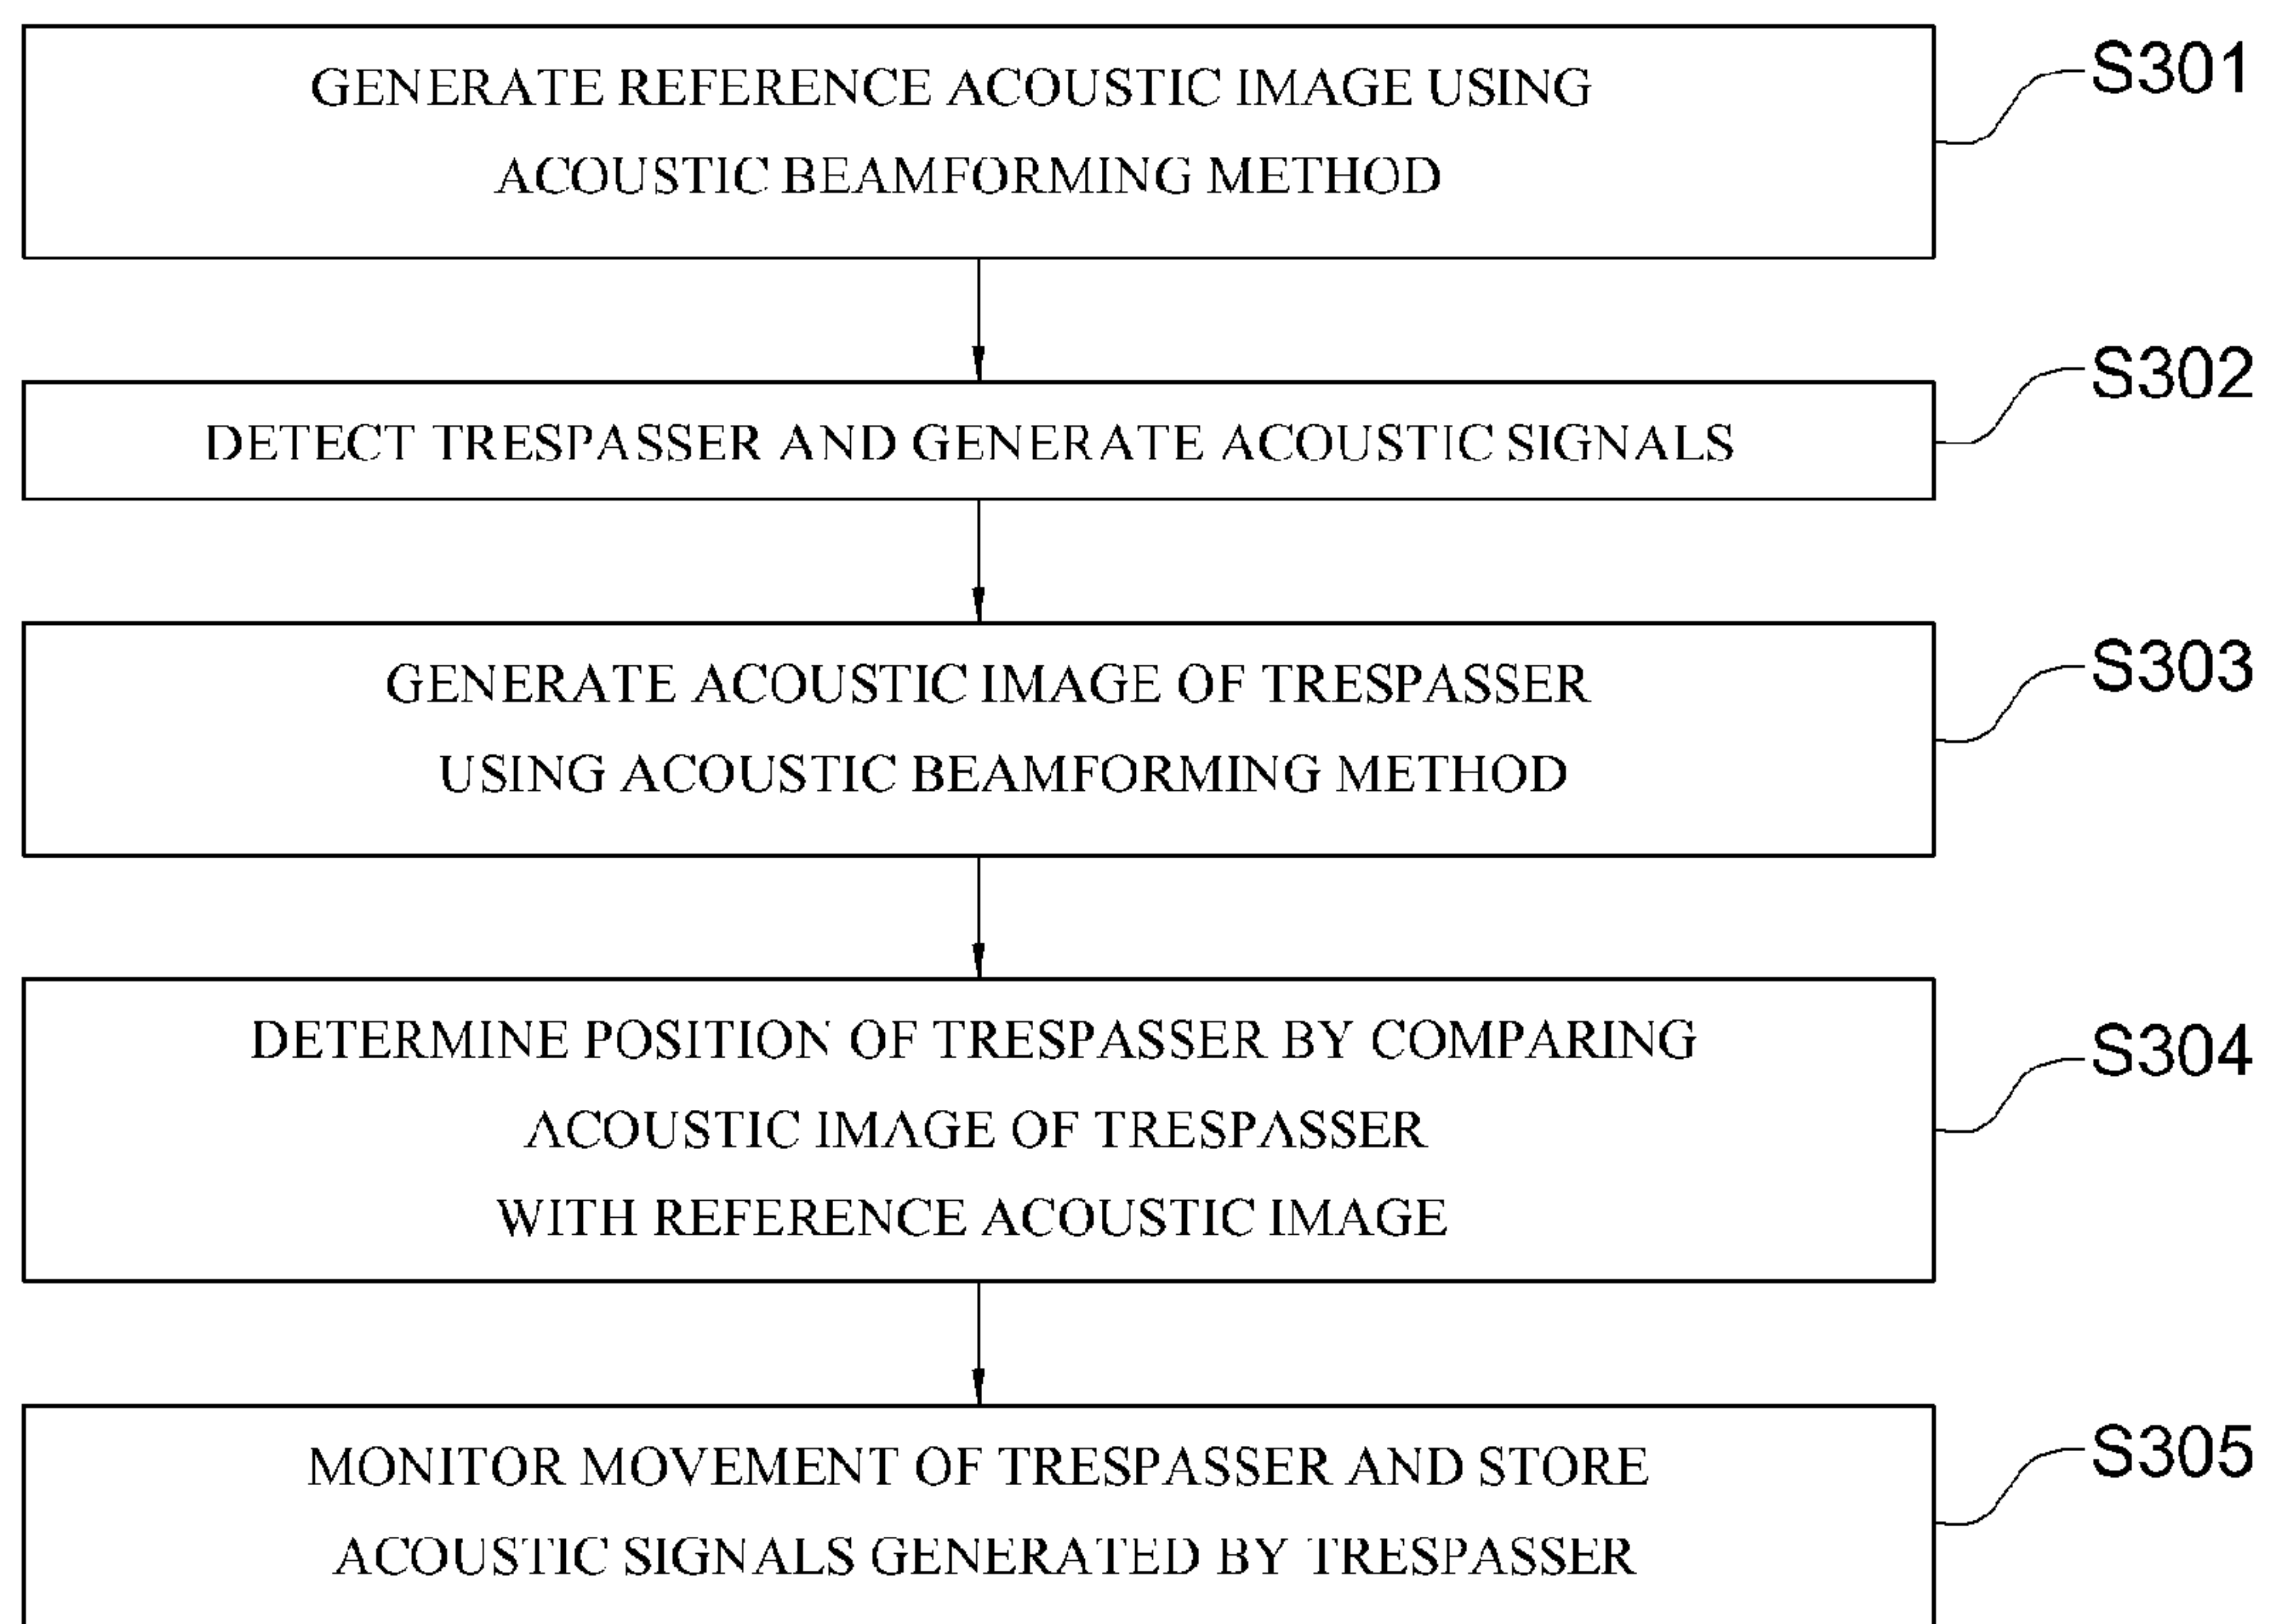 GENERATE REFERENCE ACOUSTIC IMAGE USING
ACOUSTIC BEAMFORMING METHOD
S301
DETECT TRESPASSER AND GENERATE ACOUSTIC SIGNALS
S302
GENERATE ACOUSTIC IMAGE OF TRESPASSER
USING ACOUSTIC BEAMFORMING METHOD
S303
DETERMINE POSITION OF TRESPASSER BY COMPARING
ACOUSTIC IMAGE OF TRESPASSER
WITH REFERENCE ACOUSTIC IMAGE
S304
MONITOR MOVEMENT OF TRESPASSER AND STORE
ACOUSTIC SIGNALS GENERATED BY TRESPASSER
S305